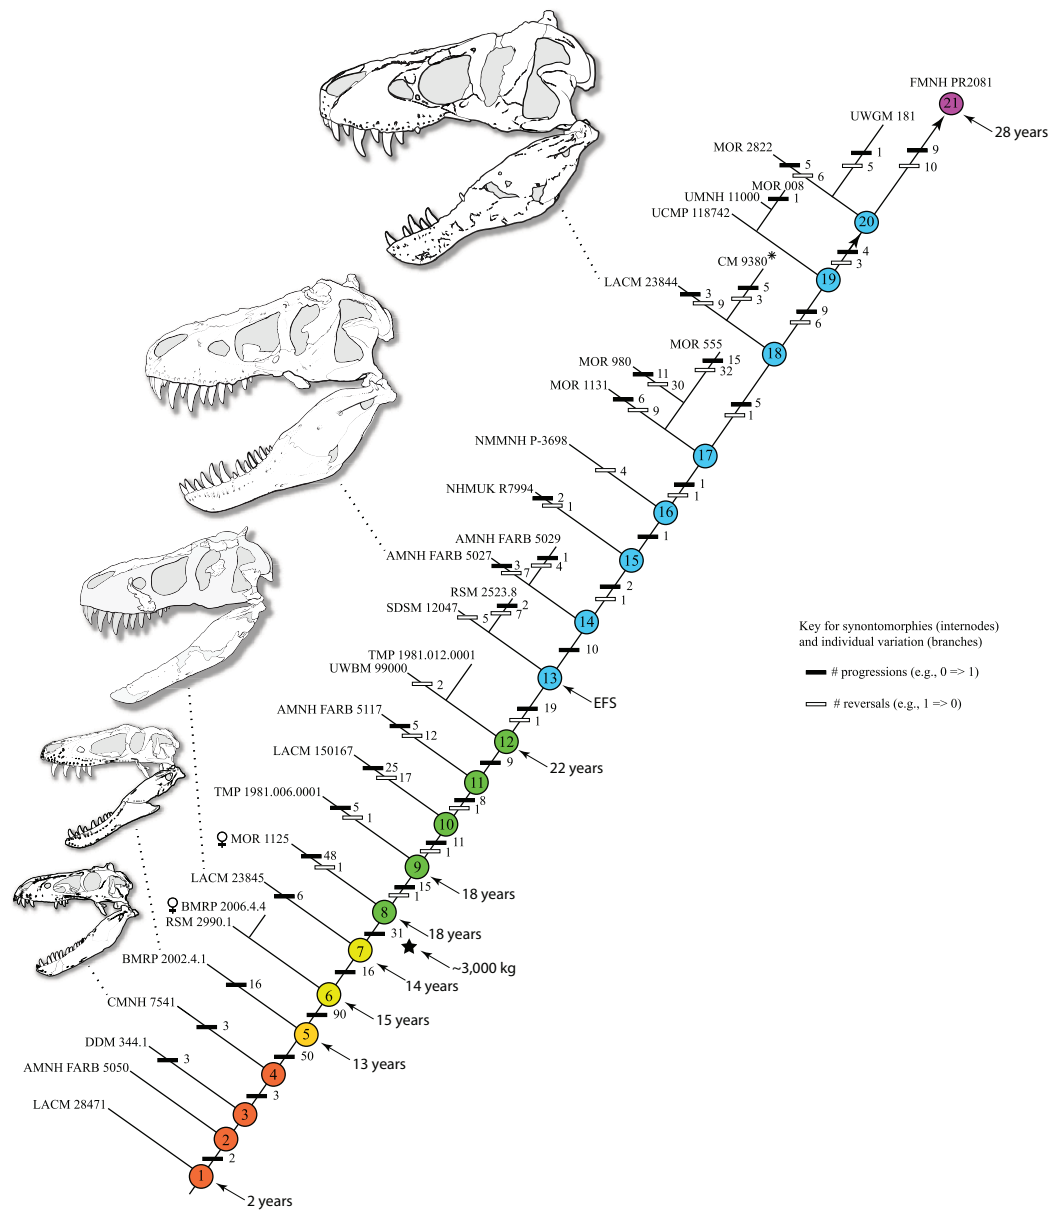 FMNH PR2081
21
28 years
UWGM 181
1
5
9
10
MOR 2822
5
6
MOR 008
UMNH 11000
1
UCMP 118742
20
4
3
CM 9380*
19
LACM 23844
3
9
5
3
9
6
18
MOR 555
15
32
MOR 980
11
30
MOR 1131
6
9
5
1
17
NMMNH P-3698
4
1
1
16
NHMUK R7994
2
1
1
15
AMNH FARB 5029
1
4
AMNH FARB 5027
3
7
2
1
14
RSM 2523.8
2
7
SDSM 12047
5
10
Key for synontomorphies (internodes)
and individual variation (branches)
# progressions (e.g., 0 => 1)
# reversals (e.g., 1 => 0)
13
EFS
TMP 1981.012.0001
UWBM 99000
2
19
1
12
22 years
AMNH FARB 5117
5
12
9
11
LACM 150167
25
17
8
1
10
TMP 1981.006.0001
5
1
11
1
9
18 years
♀ MOR 1125
48
1
15
1
8
18 years
LACM 23845
6
31
★
~3,000 kg
7
14 years
♀ BMRP 2006.4.4
RSM 2990.1
16
6
15 years
BMRP 2002.4.1
16
90
5
13 years
CMNH 7541
3
50
4
DDM 344.1
3
3
3
AMNH FARB 5050
2
LACM 28471
2
1
2 years